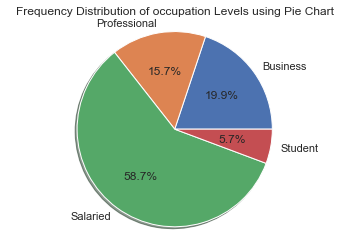 Frequency Distribution of occupation Levels using Pie Chart
Professional
Business
15.7%
19.9%
5.7%
Student
58.7%
Salaried